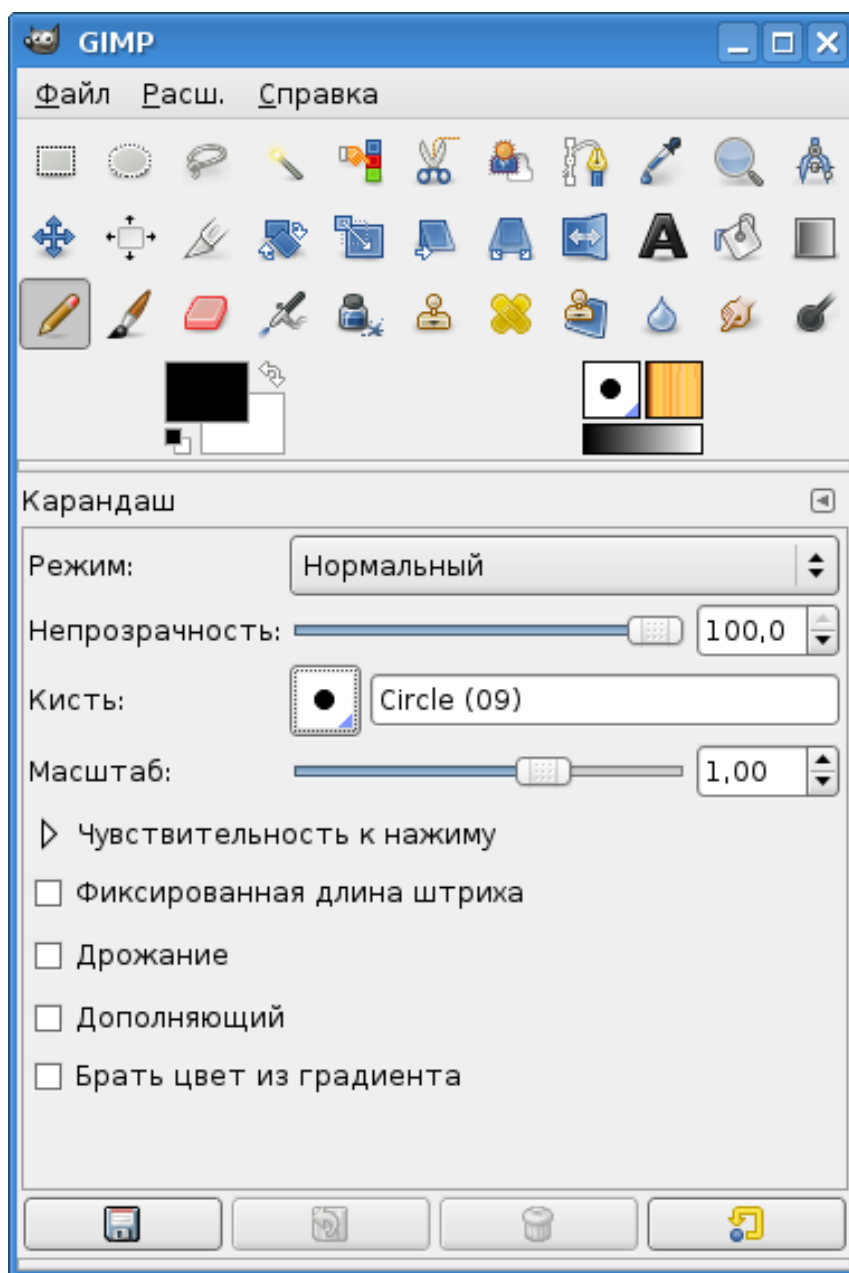 GIMP
Файл Расш. Справка
Карандаш
Режим: Нормальный
Непрозрачность: 100,0
Кисть: Circle (09)
Масштаб: 1,00
Чувствительность к нажиму
Фиксированная длина штриха
Дрожание
Дополняющий
Брать цвет из градиента